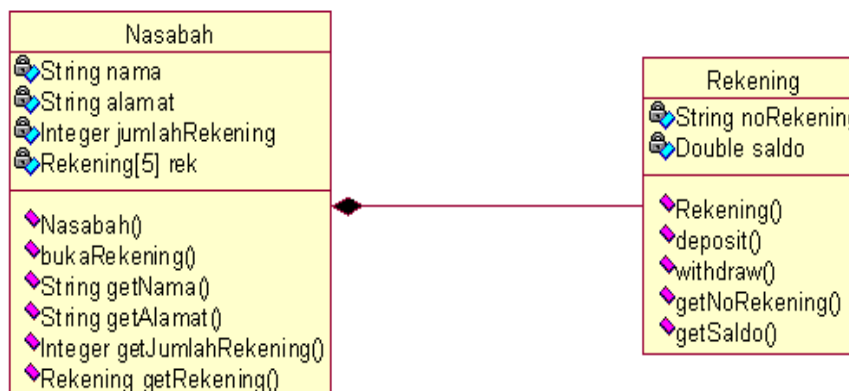 Nasabah
String nama
String alamat
Integer jumlahRekening
Rekening[5] rek
Nasabah()
bukaRekening()
String getNama()
String getAlamat()
Integer getJumlahRekening()
Rekening getRekening()
Rekening
String noRekening
Double saldo
Rekening()
deposit()
withdraw()
getNoRekening()
getSaldo()